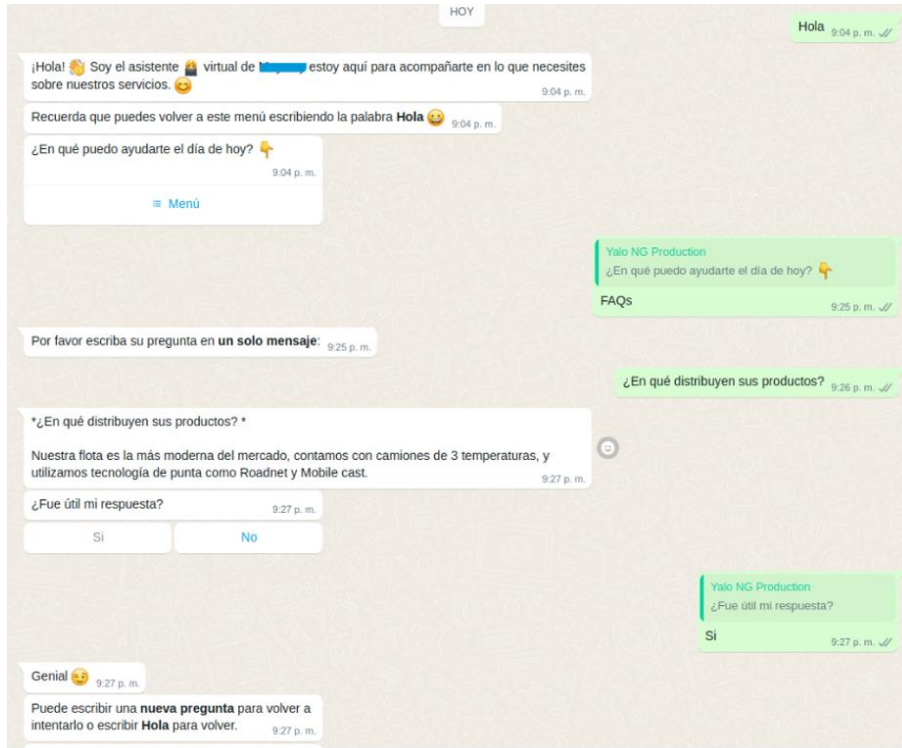 HOY
Hola 9:04 p. m.
¡Hola! 👋 Soy el asistente virtual de estoy aquí para acompañarte en lo que necesites
sobre nuestros servicios. 😊
9:04 p. m.
Recuerda que puedes volver a este menú escribiendo la palabra Hola 😀 9:04 p. m.
¿En qué puedo ayudarte el día de hoy? 👇
9:04 p. m.
Menú
Yalo NG Production
¿En qué puedo ayudarte el día de hoy? 👇
FAQs
9:25 p. m.
Por favor escriba su pregunta en un solo mensaje: 9:25 p. m.
¿En qué distribuyen sus productos? 9:26 p. m.
*¿En qué distribuyen sus productos? *
Nuestra flota es la más moderna del mercado, contamos con camiones de 3 temperaturas, y
utilizamos tecnología de punta como Roadnet y Mobile cast.
9:27 p. m.
¿Fue útil mi respuesta?
9:27 p. m.
Si No
Yalo NG Production
¿Fue útil mi respuesta?
Si
9:27 p. m.
Genial 😉 9:27 p. m.
Puede escribir una nueva pregunta para volver a
intentarlo o escribir Hola para volver.
9:27 p. m.